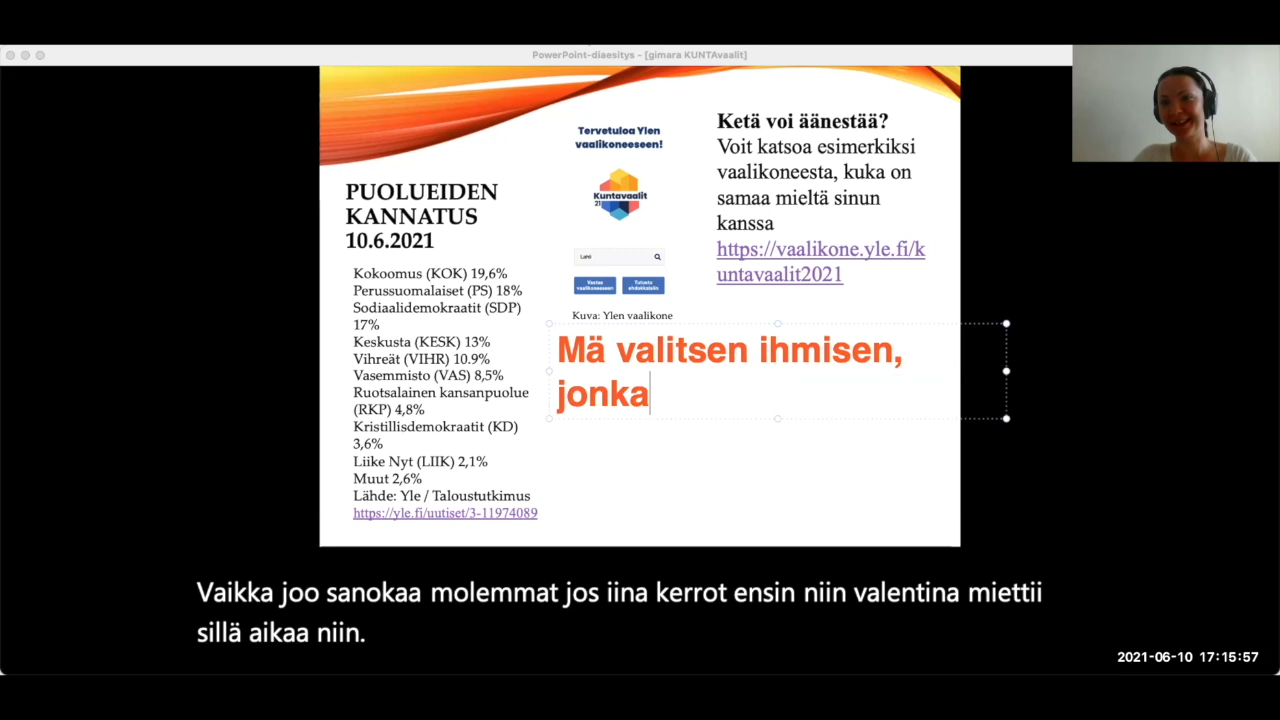 PowerPoint-diaesitys - [gimara KUNTAvaalit]
PUOLUEIDEN
KANNATUS
10.6.2021
Kokoomus (KOK) 19,6%
Perussuomalaiset (PS) 18%
Sodiaalidemokraatit (SDP)
17%
Keskusta (KESK) 13%
Vihreät (VIHR) 10.9%
Vasemmisto (VAS) 8,5%
Ruotsalainen kansanpuolue
(RKP) 4,8%
Kristillisdemokraatit (KD)
3,6%
Liike Nyt (LIIK) 2,1%
Muut 2,6%
Lähde: Yle / Taloustutkimus
https://yle.fi/uutiset/3-11974089
Tervetuloa Ylen
vaalikoneeseen!
Kuntavaalit
21
Lahti
Vastaa
vaalikoneeseen
Tutustu
ehdokkaisiin
Kuva: Ylen vaalikone
Ketä voi äänestää?
Voit katsoa esimerkiksi
vaalikoneesta, kuka on
samaa mieltä sinun
kanssa
https://vaalikone.yle.fi/k
untavaalit2021
Mä valitsen ihmisen,
jonka
Vaikka joo sanokaa molemmat jos iina kerrot ensin niin valentina miettii
sillä aikaa niin.
2021-06-10 17:15:57